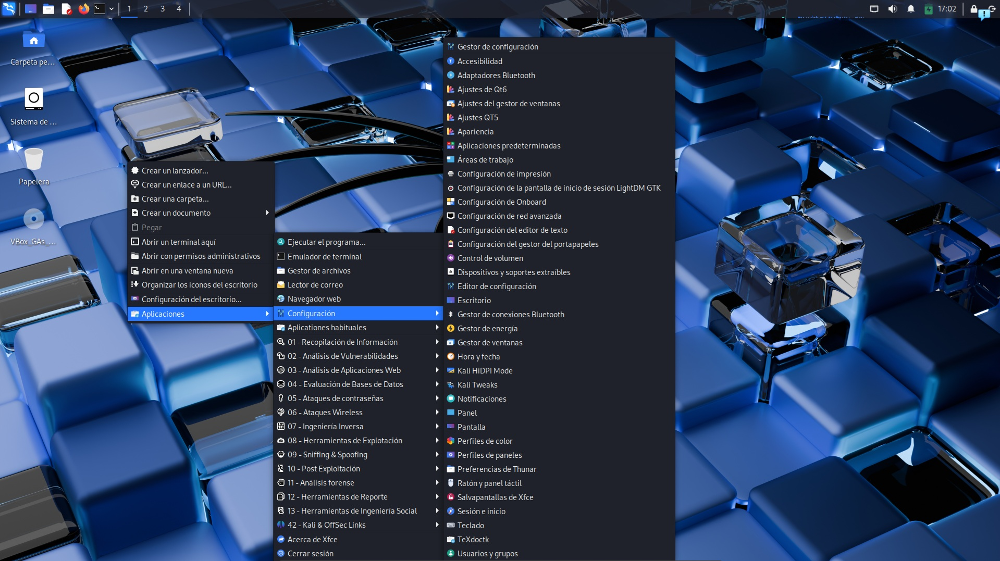 1 2 3 4
17:02
Carpeta pe...
Sistema de ...
Papelera
VBox_GAs_...
Crear un lanzador...
Crear un enlace a un URL...
Crear una carpeta...
Crear un documento
Pegar
Abrir un terminal aquí
Abrir con permisos administrativos
Abrir en una ventana nueva
Organizar los iconos del escritorio
Configuración del escritorio...
Aplicaciones
Ejecutar el programa...
Emulador de terminal
Gestor de archivos
Lector de correo
Navegador web
Configuración
Aplicationes habituales
01 - Recopilación de Información
02 - Análisis de Vulnerabilidades
03 - Análisis de Aplicaciones Web
04 - Evaluación de Bases de Datos
05 - Ataques de contraseñas
06 - Ataques Wireless
07 - Ingeniería Inversa
08 - Herramientas de Explotación
09 - Sniffing & Spoofing
10 - Post Exploitación
11 - Análisis forense
12 - Herramientas de Reporte
13 - Herramientas de Ingeniería Social
42 - Kali & OffSec Links
Acerca de Xfce
Cerrar sesión
Gestor de configuración
Accesibilidad
Adaptadores Bluetooth
Ajustes de Qt6
Ajustes del gestor de ventanas
Ajustes QT5
Apariencia
Aplicaciones predeterminadas
Áreas de trabajo
Configuración de impresión
Configuración de la pantalla de inicio de sesión LightDM GTK
Configuración de Onboard
Configuración de red avanzada
Configuración del editor de texto
Configuración del gestor del portapapeles
Control de volumen
Dispositivos y soportes extraíbles
Editor de configuración
Escritorio
Gestor de conexiones Bluetooth
Gestor de energía
Gestor de ventanas
Hora y fecha
Kali HiDPI Mode
Kali Tweaks
Notificaciones
Panel
Pantalla
Perfiles de color
Perfiles de paneles
Preferencias de Thunar
Ratón y panel táctil
Salvapantallas de Xfce
Sesión e inicio
Teclado
TeXdoctk
Usuarios y grupos